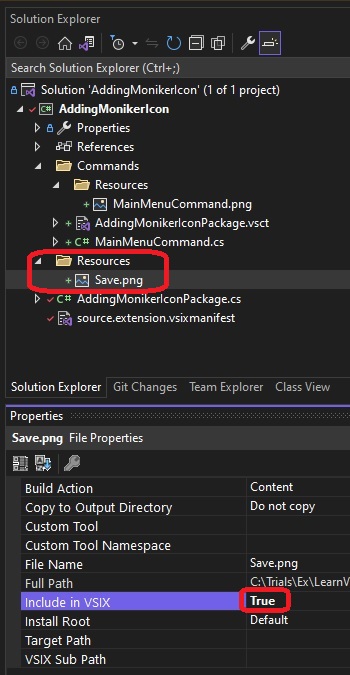 Solution Explorer
Search Solution Explorer (Ctrl+;)
Solution 'AddingMonikerIcon' (1 of 1 project)
AddingMonikerIcon
Properties
References
Commands
Resources
MainMenuCommand.png
AddingMonikerIconPackage.vsct
MainMenuCommand.cs
Resources
Save.png
AddingMonikerIconPackage.cs
source.extension.vsixmanifest
Solution Explorer Git Changes Team Explorer Class View
Properties
Save.png File Properties
Build Action Content
Copy to Output Directory Do not copy
Custom Tool
Custom Tool Namespace
File Name Save.png
Full Path C:\Trials\Ex\LearnV
Include in VSIX True
Install Root Default
Target Path
VSIX Sub Path